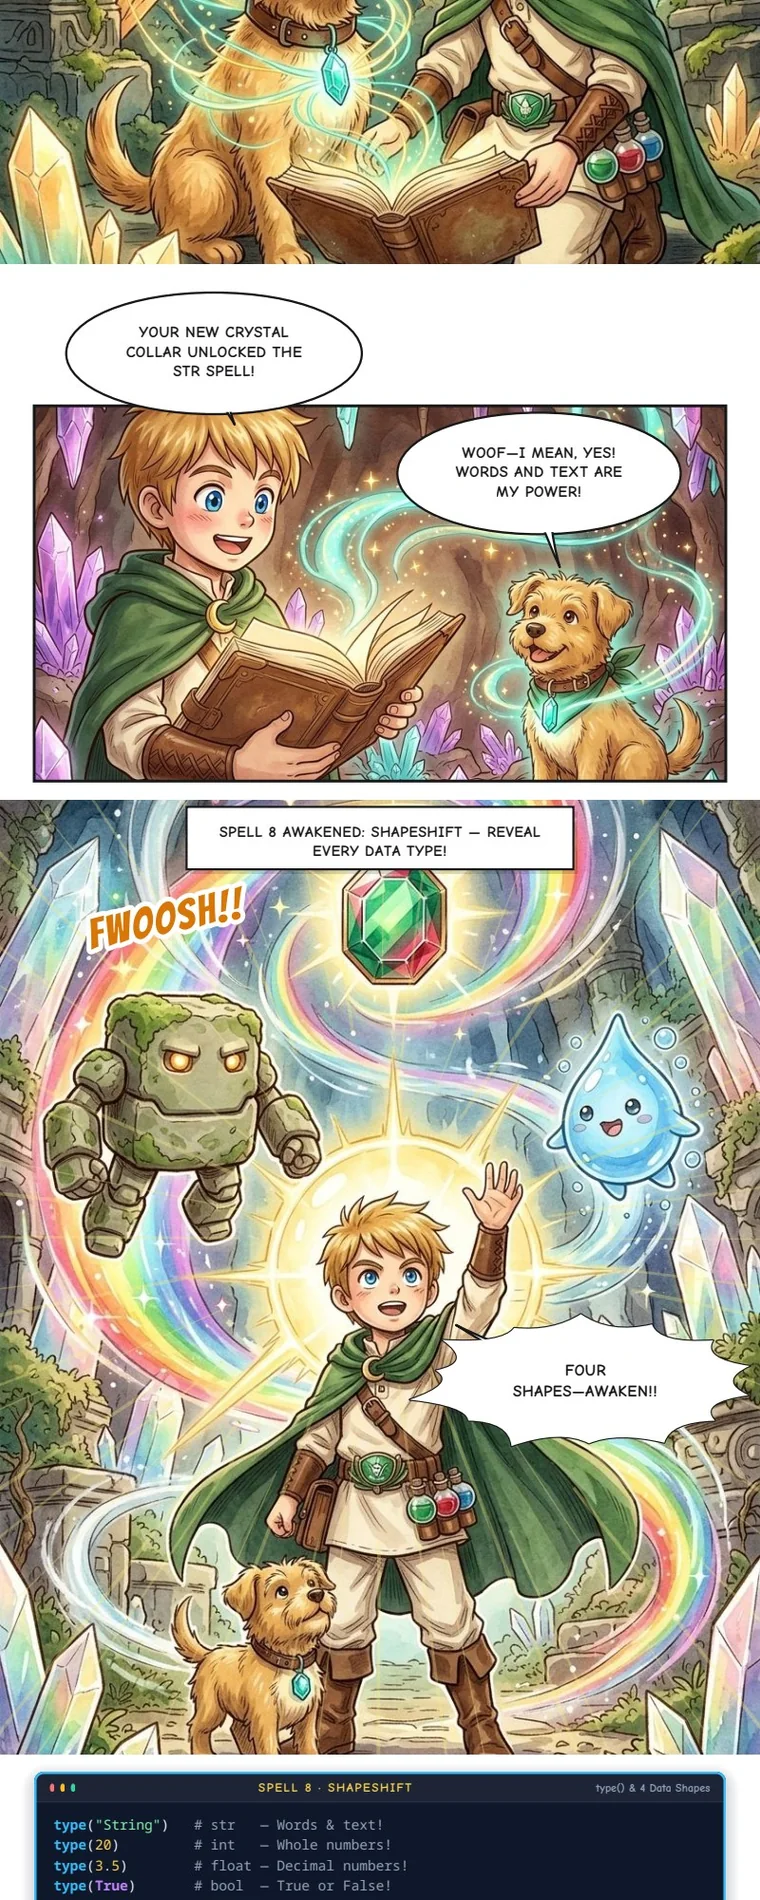 YOUR NEW CRYSTAL
COLLAR UNLOCKED THE
STR SPELL!
WOOF—I MEAN, YES!
WORDS AND TEXT ARE
MY POWER!
SPELL 8 AWAKENED: SHAPESHIFT — REVEAL
EVERY DATA TYPE!
FWOOSH!!
FOUR
SHAPES—AWAKEN!!
SPELL 8 · SHAPESHIFT
type() & 4 Data Shapes
type("String")   # str   — Words & text!
type(20)         # int   — Whole numbers!
type(3.5)        # float — Decimal numbers!
type(True)       # bool  — True or False!